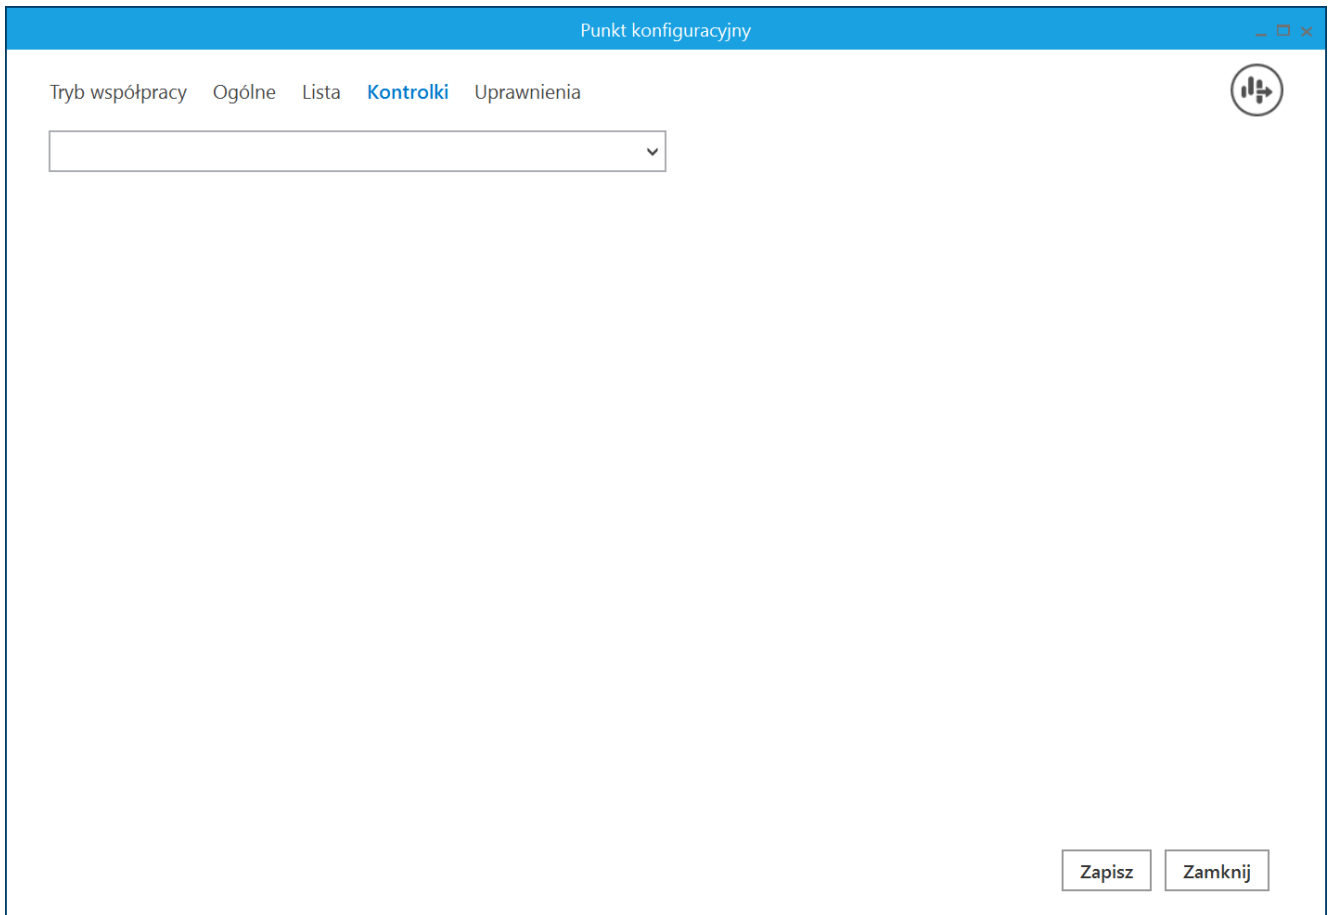 Punkt konfiguracyjny
Tryb współpracy Ogólne Lista Kontrolki Uprawnienia
Zapisz Zamknij